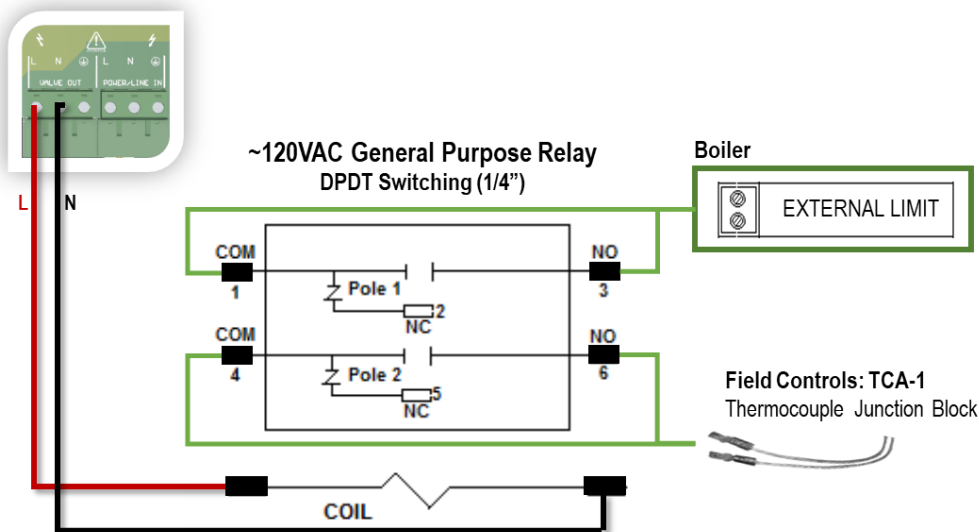 L N L N
VALVE OUT POWER/LINE IN
L N
~120VAC General Purpose Relay
DPDT Switching (1/4”)
Boiler
EXTERNAL LIMIT
COM
1
Pole 1
2
NC
NO
3
COM
4
Pole 2
5
NC
NO
6
Field Controls: TCA-1
Thermocouple Junction Block
COIL